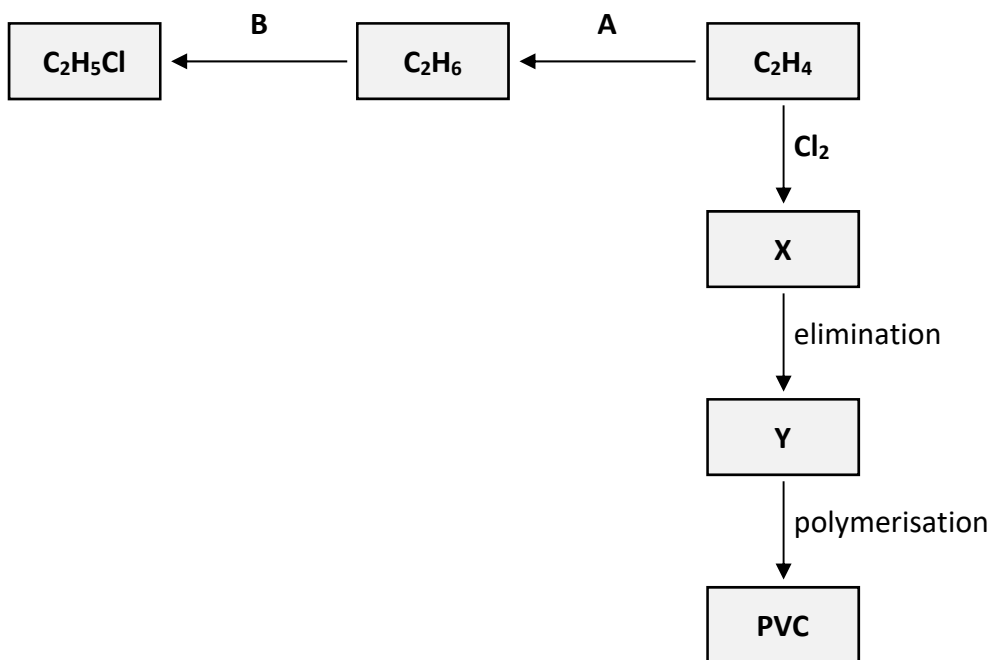 B
A
C₂H₅Cl
C₂H₆
C₂H₄
Cl₂
X
elimination
Y
polymerisation
PVC